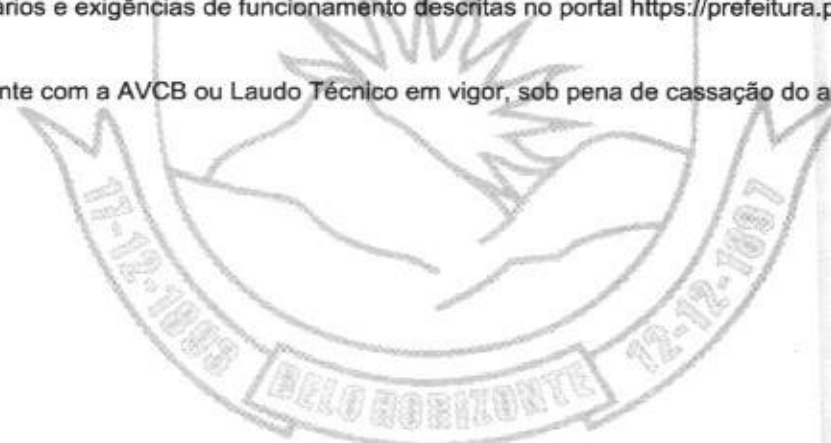 ários e exigências de funcionamento descritas no portal https://prefeitura.p
nte com a AVCB ou Laudo Técnico em vigor, sob pena de cassação do a
17-12-1893
BELO HORIZONTE
12-12-1897